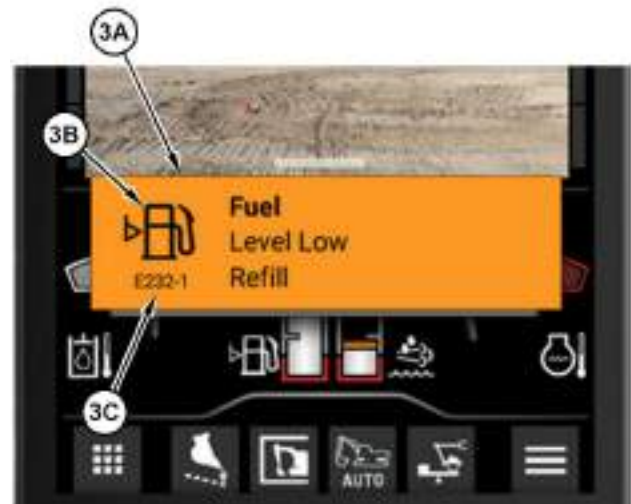 3A
3B
Fuel
Level Low
E232-1
Refill
3C
AUTO